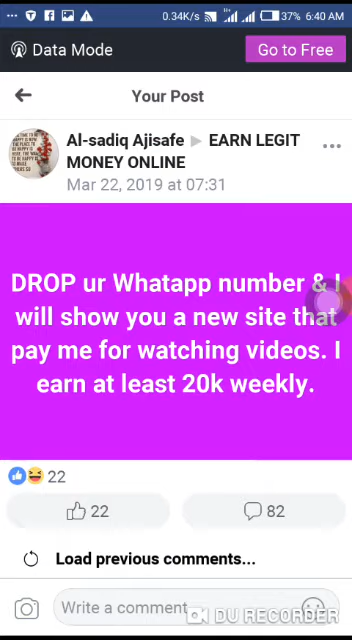 0.34K/s 37% 6:40 AM
Data Mode Go to Free
Your Post
Al-sadiq Ajisafe EARN LEGIT
MONEY ONLINE
Mar 22, 2019 at 07:31
DROP ur Whatapp number & I
will show you a new site that
pay me for watching videos. I
earn at least 20k weekly.
22
22 82
Load previous comments...
Write a comment
DU RECORDER